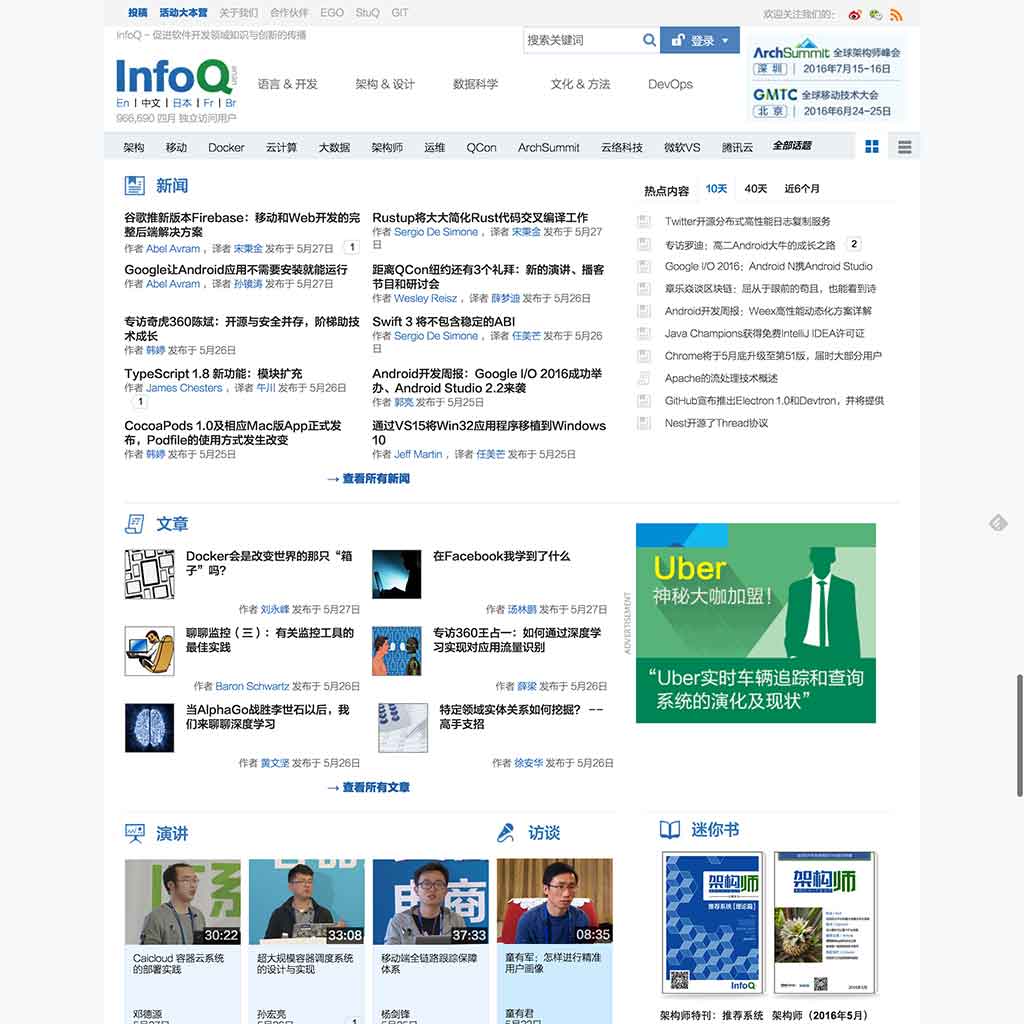 投稿 活动大本营 关于我们 合作伙伴 EGO StuQ GIT
欢迎关注我们的：
InfoQ - 促进软件开发领域知识与创新的传播
搜索关键词
登录
InfoQ
En | 中文 | 日本 | Fr | Br
966,690 四月 独立访问用户
语言 & 开发 架构 & 设计 数据科学 文化 & 方法 DevOps
ArchSummit 全球架构师峰会
深圳 | 2016年7月15-16日
GMTC 全球移动技术大会
北京 | 2016年6月24-25日
架构 移动 Docker 云计算 大数据 架构师 运维 QCon ArchSummit 云络科技 微软VS 腾讯云 全部话题
新闻
谷歌推新版本Firebase：移动和Web开发的完
整后端解决方案
作者 Abel Avram ，译者 宋秉金 发布于 5月27日 1
Google让Android应用不需要安装就能运行
作者 Abel Avram ，译者 孙镜涛 发布于 5月27日
专访奇虎360陈斌：开源与安全并存，阶梯助技
术成长
作者 韩婷 发布于 5月26日
TypeScript 1.8 新功能：模块扩充
作者 James Chesters ，译者 午川 发布于 5月26日
1
CocoaPods 1.0及相应Mac版App正式发
布，Podfile的使用方式发生改变
作者 韩婷 发布于 5月25日
Rustup将大大简化Rust代码交叉编译工作
作者 Sergio De Simone ，译者 宋秉金 发布于 5月27
日
距离QCon纽约还有3个礼拜：新的演讲、播客
节目和研讨会
作者 Wesley Reisz ，译者 薛梦迪 发布于 5月26日
Swift 3 将不包含稳定的ABI
作者 Sergio De Simone ，译者 任美芒 发布于 5月26
日
Android开发周报：Google I/O 2016成功举
办、Android Studio 2.2来袭
作者 郭亮 发布于 5月25日
通过VS15将Win32应用程序移植到Windows
10
作者 Jeff Martin ，译者 任美芒 发布于 5月25日
→ 查看所有新闻
热点内容 10天 40天 近6个月
Twitter开源分布式高性能日志复制服务
专访罗迪：高二Android大牛的成长之路 2
Google I/O 2016：Android N携Android Studio
章乐焱谈区块链：屈从于眼前的苟且，也能看到诗
Android开发周报：Weex高性能动态化方案详解
Java Champions获得免费IntelliJ IDEA许可证
Chrome将于5月底升级至第51版，届时大部分用户
Apache的流处理技术概述
GitHub宣布推出Electron 1.0和Devtron，并将提供
Nest开源了Thread协议
文章
Docker会是改变世界的那只“箱
子”吗？
作者 刘永峰 发布于 5月27日
聊聊监控（三）：有关监控工具的
最佳实践
作者 Baron Schwartz 发布于 5月26日
当AlphaGo战胜李世石以后，我
们来聊聊深度学习
作者 黄文坚 发布于 5月26日
在Facebook我学到了什么
作者 汤林鹏 发布于 5月27日
专访360王占一：如何通过深度学
习实现对应用流量识别
作者 薛梁 发布于 5月26日
特定领域实体关系如何挖掘？ --
高手支招
作者 徐安华 发布于 5月26日
→ 查看所有文章
ADVERTISEMENT
Uber
神秘大咖加盟！
“Uber实时车辆追踪和查询
系统的演化及现状”
演讲
30:22
Caicloud 容器云系统
的部署实践
邓德源
33:08
超大规模容器调度系统
的设计与实现
孙宏亮
1
37:33
移动端全链路跟踪保障
体系
杨剑锋
访谈
08:35
童有军：怎样进行精准
用户画像
童有君
迷你书
架构师
推荐系统【理论篇】
InfoQ
架构师
架构师特刊：推荐系统
架构师（2016年5月）